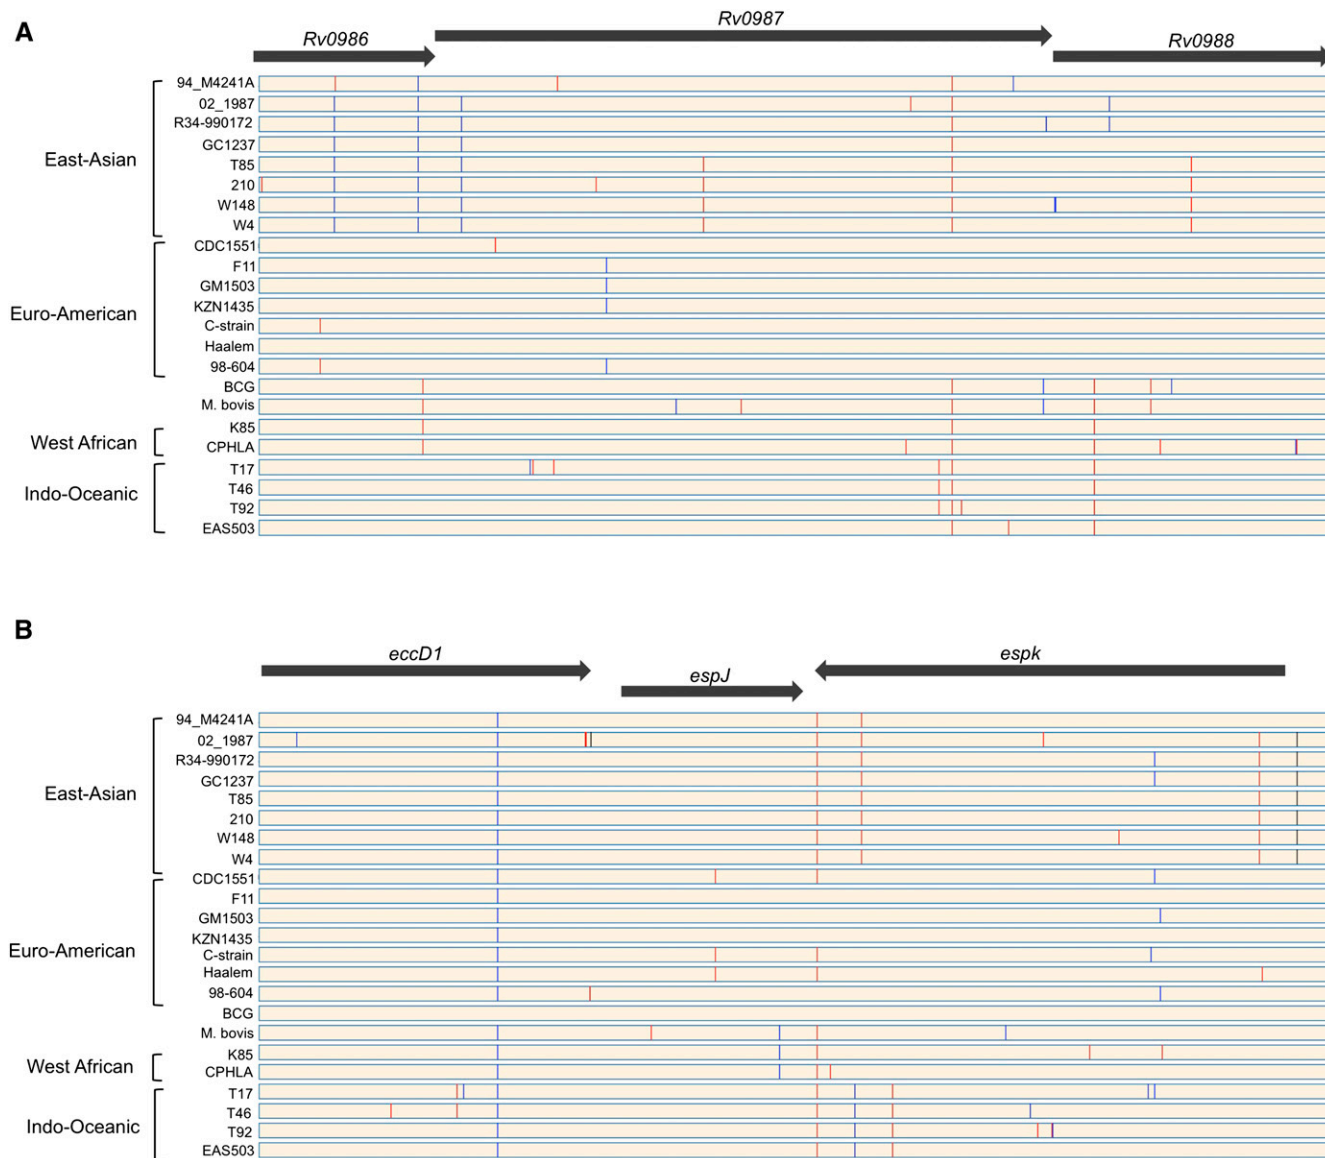 A
Rv0986
Rv0987
Rv0988
East-Asian
94_M4241A
02_1987
R34-990172
GC1237
T85
210
W148
W4
Euro-American
CDC1551
F11
GM1503
KZN1435
C-strain
Haalem
98-604
BCG
M. bovis
West African
K85
CPHLA
Indo-Oceanic
T17
T46
T92
EAS503
B
eccD1
espJ
espk
East-Asian
94_M4241A
02_1987
R34-990172
GC1237
T85
210
W148
W4
Euro-American
CDC1551
F11
GM1503
KZN1435
C-strain
Haalem
98-604
BCG
M. bovis
West African
K85
CPHLA
Indo-Oceanic
T17
T46
T92
EAS503